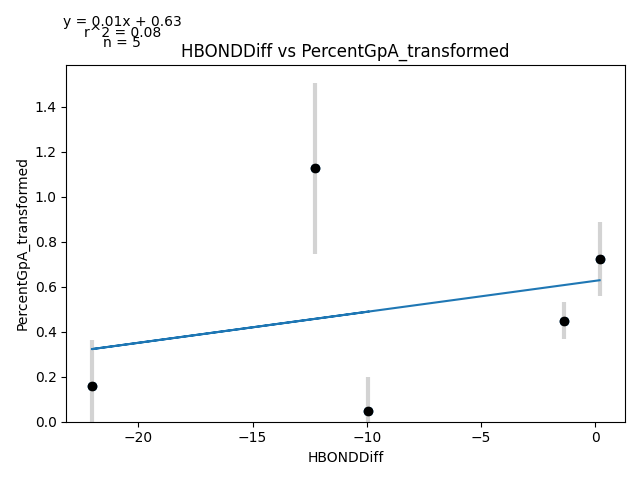 y = 0.01x + 0.63
r^2 = 0.08
n = 5
HBONDDiff vs PercentGpA_transformed
PercentGpA_transformed
1.4
1.2
1.0
0.8
0.6
0.4
0.2
0.0
−20
−15
−10
−5
0
HBONDDiff